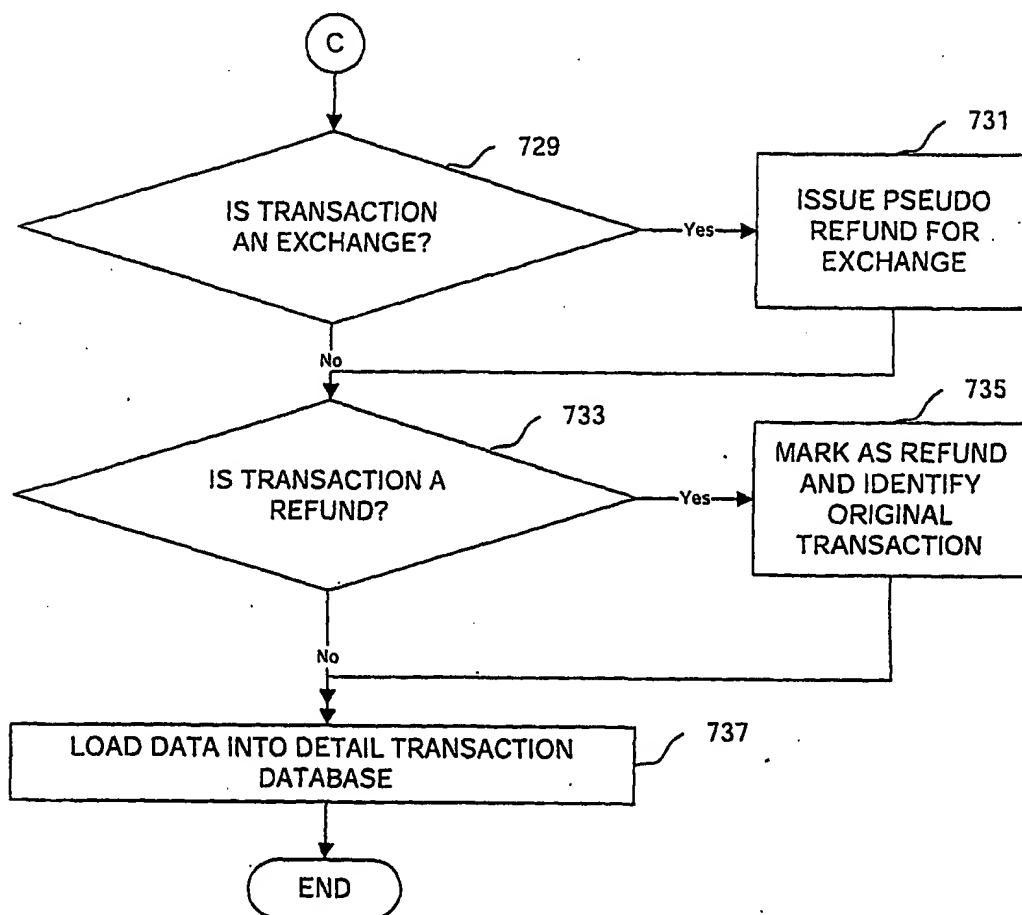 C
729
IS TRANSACTION
AN EXCHANGE?
Yes
731
ISSUE PSEUDO
REFUND FOR
EXCHANGE
No
733
IS TRANSACTION A
REFUND?
Yes
735
MARK AS REFUND
AND IDENTIFY
ORIGINAL
TRANSACTION
No
737
LOAD DATA INTO DETAIL TRANSACTION
DATABASE
END